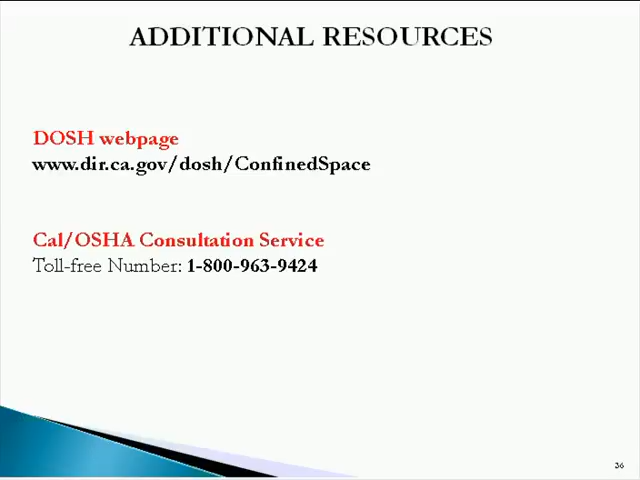 ADDITIONAL RESOURCES
DOSH webpage
www.dir.ca.gov/dosh/ConfinedSpace
Cal/OSHA Consultation Service
Toll-free Number: 1-800-963-9424
36